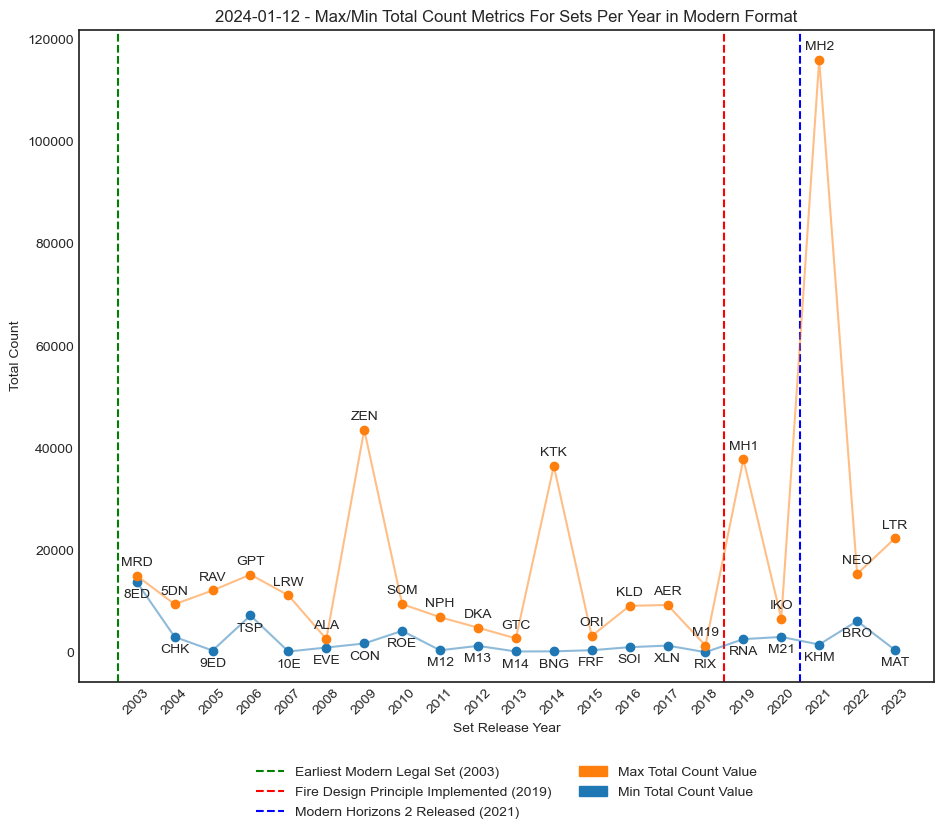 2024-01-12 - Max/Min Total Count Metrics For Sets Per Year in Modern Format
120000
100000
80000
60000
40000
20000
0
Total Count
MH2
ZEN
KTK
MH1
LTR
MRD
5DN
RAV
GPT
LRW
ALA
SOM
NPH
DKA
GTC
ORI
KLD
AER
M19
IKO
NEO
8ED
CHK
9ED
TSP
10E
EVE
CON
ROE
M12
M13
M14
BNG
FRF
SOI
XLN
RIX
RNA
M21
KHM
BRO
MAT
2003
2004
2005
2006
2007
2008
2009
2010
2011
2012
2013
2014
2015
2016
2017
2018
2019
2020
2021
2022
2023
Set Release Year
Earliest Modern Legal Set (2003)
Fire Design Principle Implemented (2019)
Modern Horizons 2 Released (2021)
Max Total Count Value
Min Total Count Value